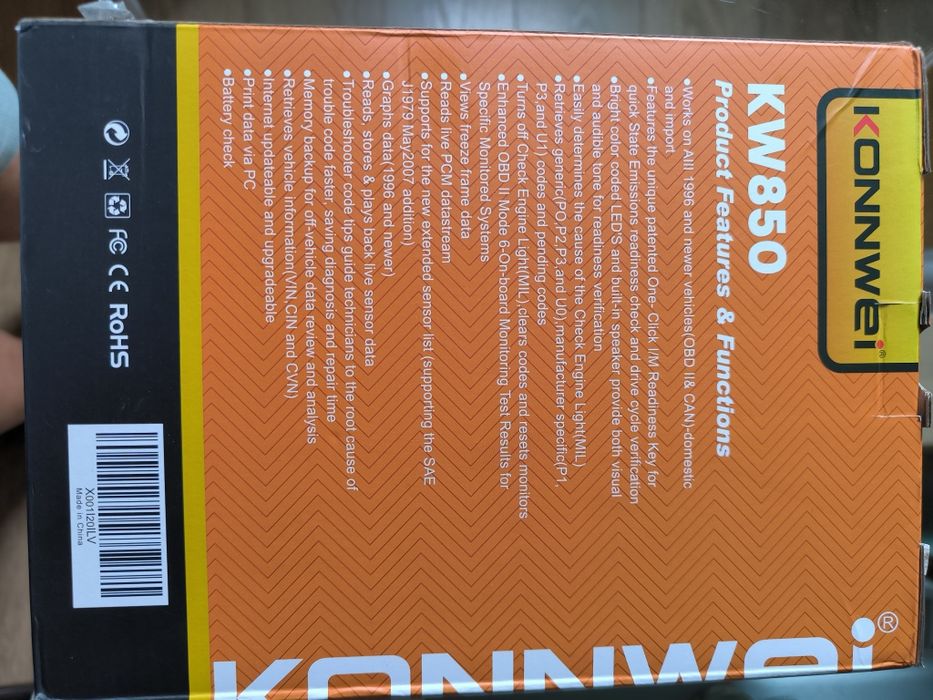 KONNWEi®
KW850
Product Features & Functions
•Works on All 1996 and newer vehicles(OBD II& CAN)-domestic
and import
•Features the unique patented One- Click I/M Readiness Key for
quick State Emissions readiness check and drive cycle verification
•Bright color coded LED'S and built-in speaker provide both visual
and audible tone for readiness verification
•Easily determines the cause of the Check Engine Light(MIL)
•Retrieves generic(PO,P2,P3,and U0),manufacturer specific(P1,
P3,and U1) codes and pending codes
•Turns off Check Engine Light(MIL),clears codes and resets monitors
•Enhanced OBD II Mode 6-On-board Monitoring Test Results for
Specific Monitored Systems
•Views freeze frame data
•Reads live PCM Datastream
•Supports for the new extended sensor list (supporting the SAE
J1979 May2007 addition)
•Graphs data(1996 and newer)
•Reads, stores & plays back live sensor data
•Troubleshooter code tips guide technicians to the root cause of
trouble code faster, saving diagnosis and repair time
•Memory backup for off-vehicle data review and analysis
•Retrieves vehicle information(VIN,CIN and CVN)
•Internet updateable and upgradeable
•Print data via PC
•Battery check
FC CE RoHS
X001I20ILV
Made in China
KONNWEi®